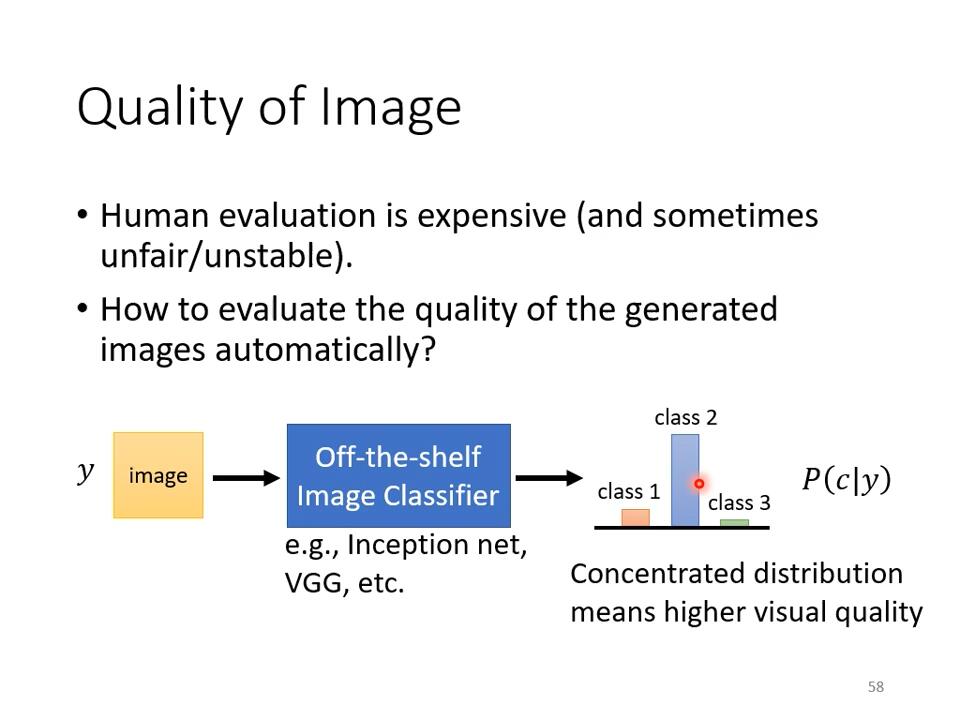 Quality of Image
• Human evaluation is expensive (and sometimes
unfair/unstable).
• How to evaluate the quality of the generated
images automatically?
y
image
Off-the-shelf
Image Classifier
e.g., Inception net,
VGG, etc.
class 1
class 2
class 3
P(c|y)
Concentrated distribution
means higher visual quality
58